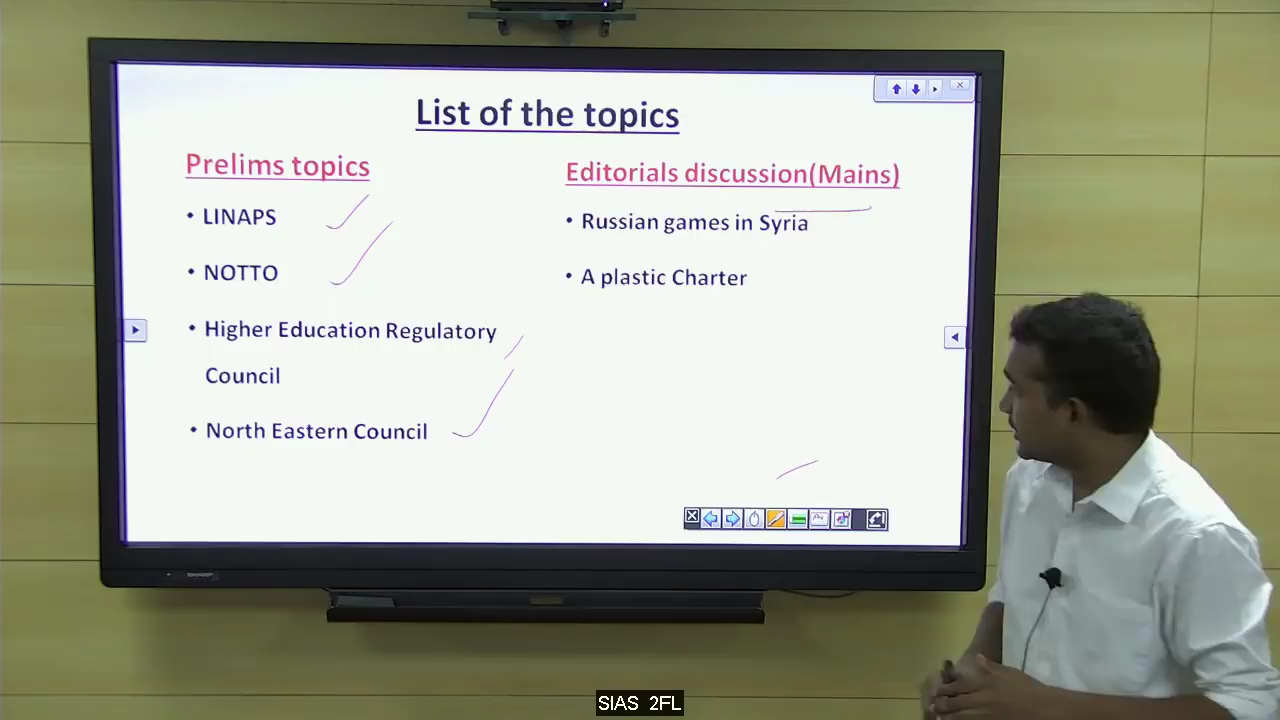 List of the topics
Prelims topics
• LINAPS
• NOTTO
• Higher Education Regulatory
Council
• North Eastern Council
Editorials discussion(Mains)
• Russian games in Syria
• A plastic Charter
SHARP
SIAS 2FL